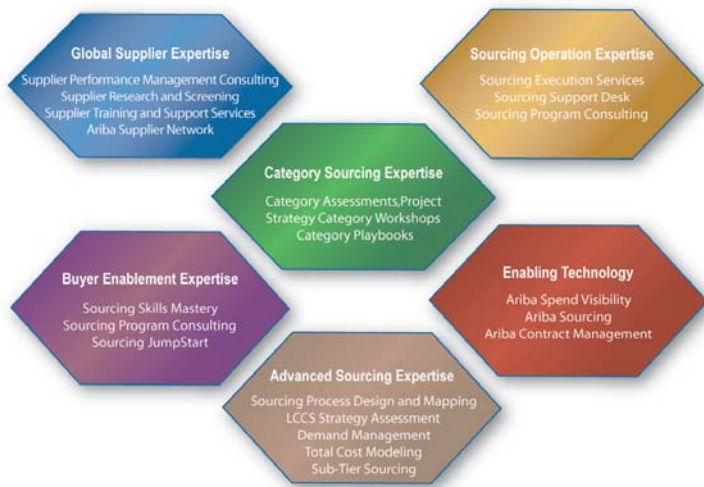 Global Supplier Expertise
Supplier Performance Management Consulting
Supplier Research and Screening
Supplier Training and Support Services
Ariba Supplier Network
Sourcing Operation Expertise
Sourcing Execution Services
Sourcing Support Desk
Sourcing Program Consulting
Category Sourcing Expertise
Category Assessments,Project
Strategy Category Workshops
Category Playbooks
Buyer Enablement Expertise
Sourcing Skills Mastery
Sourcing Program Consulting
Sourcing JumpStart
Enabling Technology
Ariba Spend Visibility
Ariba Sourcing
Ariba Contract Management
Advanced Sourcing Expertise
Sourcing Process Design and Mapping
LCCS Strategy Assessment
Demand Management
Total Cost Modeling
Sub-Tier Sourcing